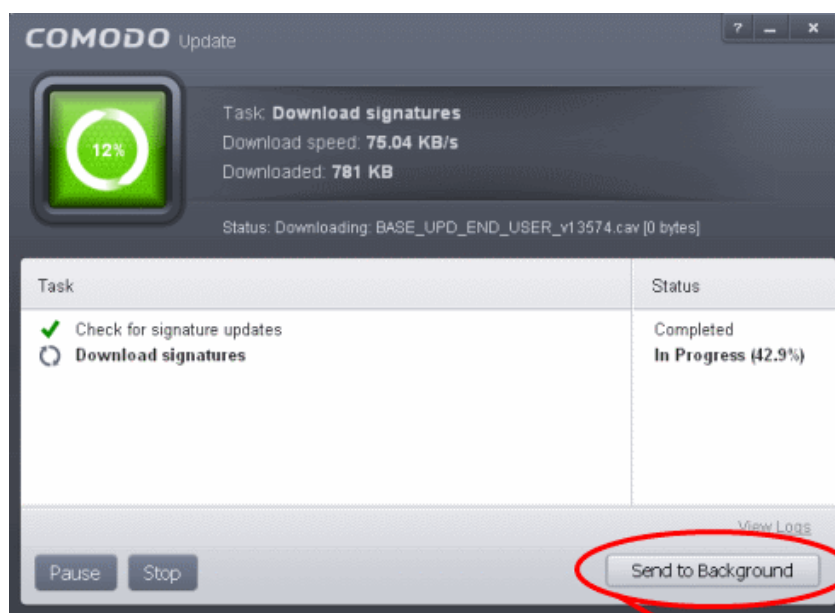 COMODO Update
? – x
12%
Task: Download signatures
Download speed: 75.04 KB/s
Downloaded: 781 KB
Status: Downloading: BASE_UPD_END_USER_v13574.cav [0 bytes]
Task Status
Check for signature updates Completed
Download signatures In Progress (42.9%)
View Logs
Pause Stop Send to Background